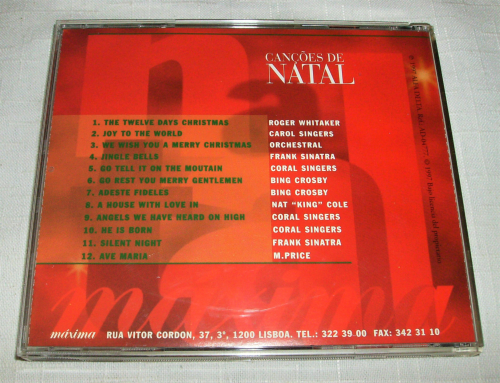 CANÇÕES DE
NATAL
1. THE TWELVE DAYS CHRISTMAS ROGER WHITAKER
2. JOY TO THE WORLD CAROL SINGERS
3. WE WISH YOU A MERRY CHRISTMAS ORCHESTRAL
4. JINGLE BELLS FRANK SINATRA
5. GO TELL IT ON THE MOUTAIN CORAL SINGERS
6. GO REST YOU MERRY GENTLEMEN BING CROSBY
7. ADESTE FIDELES BING CROSBY
8. A HOUSE WITH LOVE IN NAT "KING" COLE
9. ANGELS WE HAVE HEARD ON HIGH CORAL SINGERS
10. HE IS BORN CORAL SINGERS
11. SILENT NIGHT FRANK SINATRA
12. AVE MARIA M.PRICE
máxima
máxima RUA VITOR CORDON, 37, 3º, 1200 LISBOA. TEL.: 322 39 00 FAX: 342 31 10